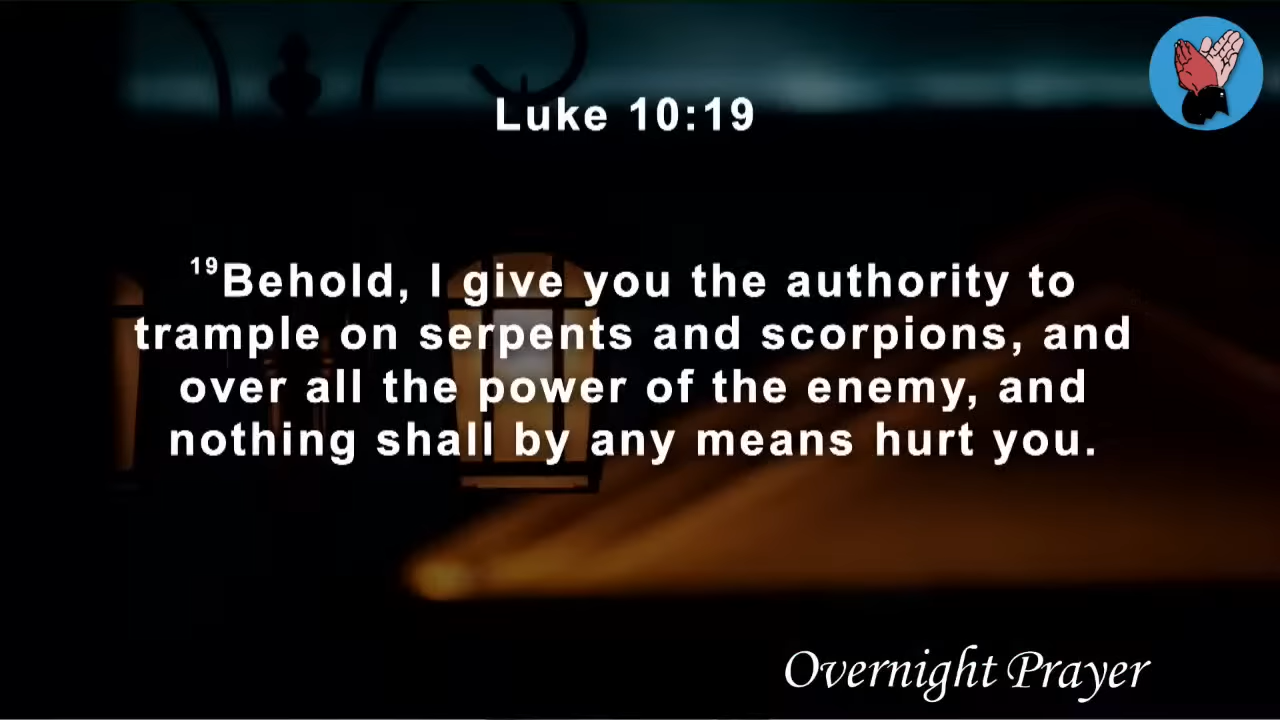 Luke 10:19
19Behold, I give you the authority to
trample on serpents and scorpions, and
over all the power of the enemy, and
nothing shall by any means hurt you.
Overnight Prayer